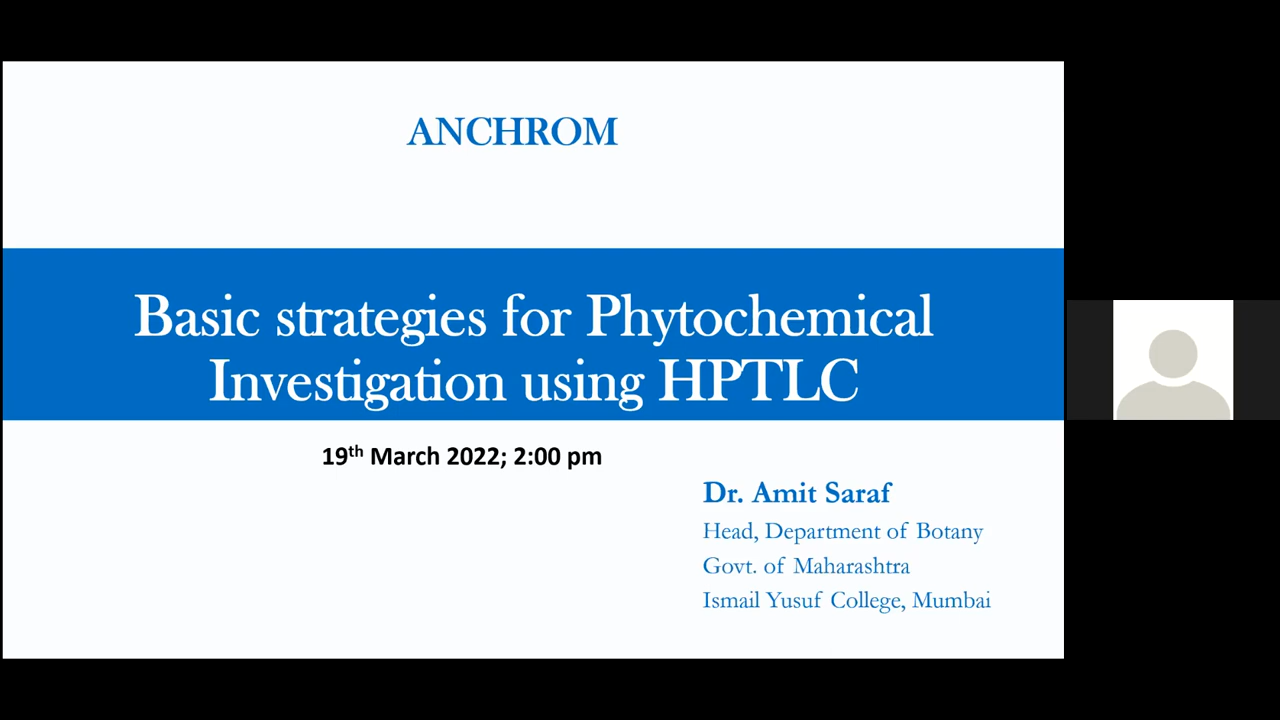 ANCHROM
Basic strategies for Phytochemical
Investigation using HPTLC
19th March 2022; 2:00 pm
Dr. Amit Saraf
Head, Department of Botany
Govt. of Maharashtra
Ismail Yusuf College, Mumbai